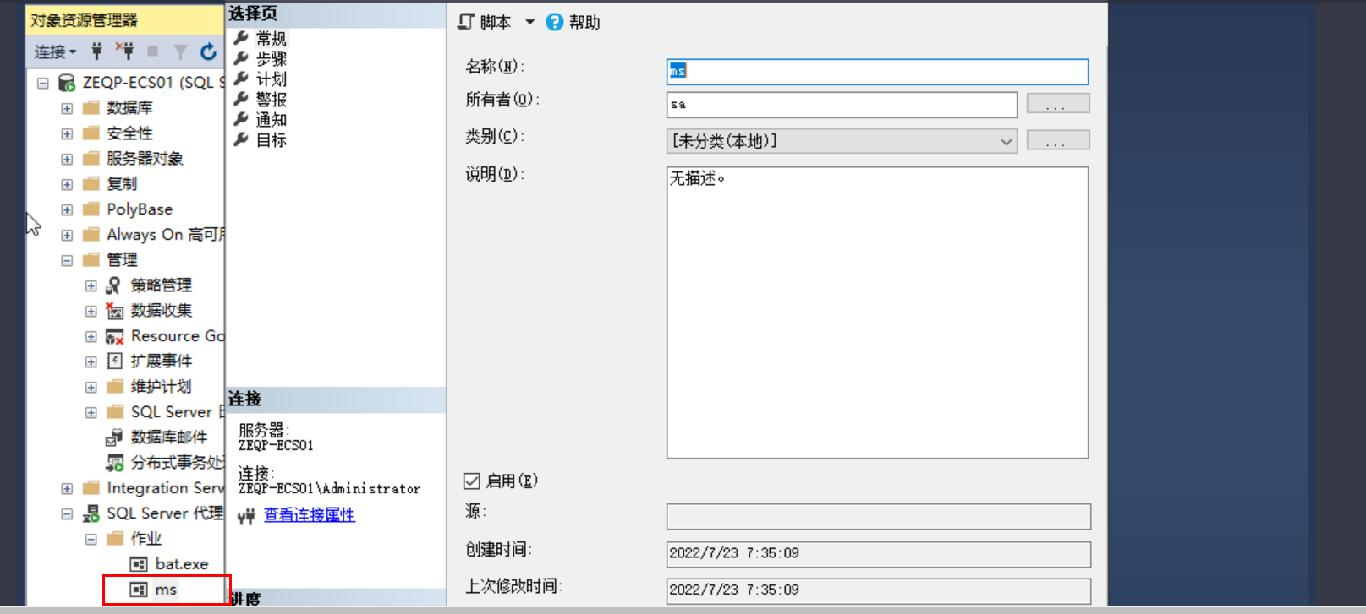 对象资源管理器
连接
ZEQP-ECS01 (SQL S
数据库
安全性
服务器对象
复制
PolyBase
Always On 高可用
管理
策略管理
数据收集
Resource Go
扩展事件
维护计划
SQL Server 日
数据库邮件
分布式事务处
Integration Serv
SQL Server 代理
作业
bat.exe
ms
选择页
常规
步骤
计划
警报
通知
目标
连接
服务器:
ZEQP-ECS01
连接:
ZEQP-ECS01\Administrator
查看连接属性
进度
脚本
帮助
名称(N):
ms
所有者(O):
sa
...
类别(C):
[未分类(本地)]
...
说明(D):
无描述。
启用(E)
源:
创建时间:
2022/7/23 7:35:09
上次修改时间:
2022/7/23 7:35:09